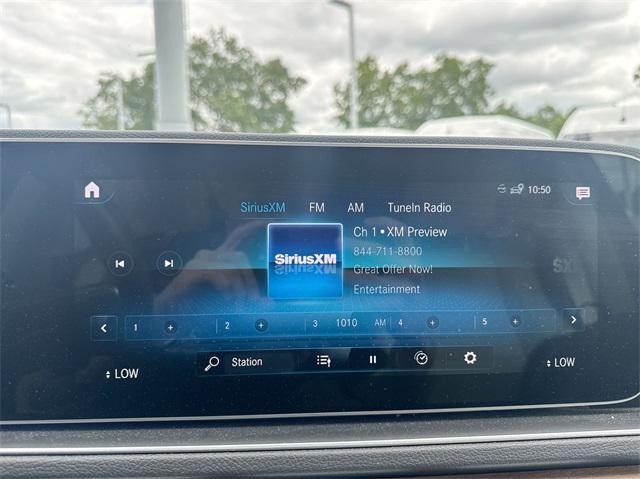 10:50
SiriusXM FM AM TuneIn Radio
Ch 1 • XM Preview
SiriusXM
844-711-8800
Great Offer Now!
Entertainment
SX
1 + 2 + 3 1010 AM 4 + 5 +
Station
LOW LOW